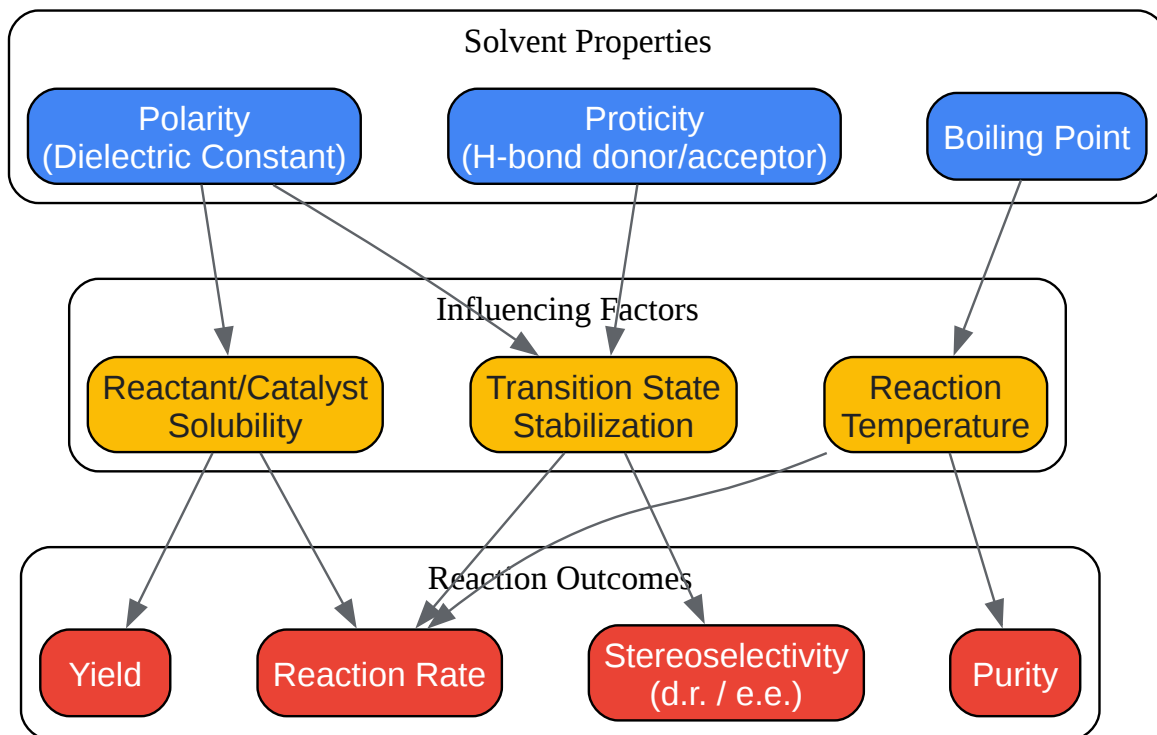 Solvent Properties
Polarity
(Dielectric Constant)
Proticity
(H-bond donor/acceptor)
Boiling Point
Influencing Factors
Reactant/Catalyst
Solubility
Transition State
Stabilization
Reaction
Temperature
Reaction Outcomes
Yield
Reaction Rate
Stereoselectivity
(d.r. / e.e.)
Purity